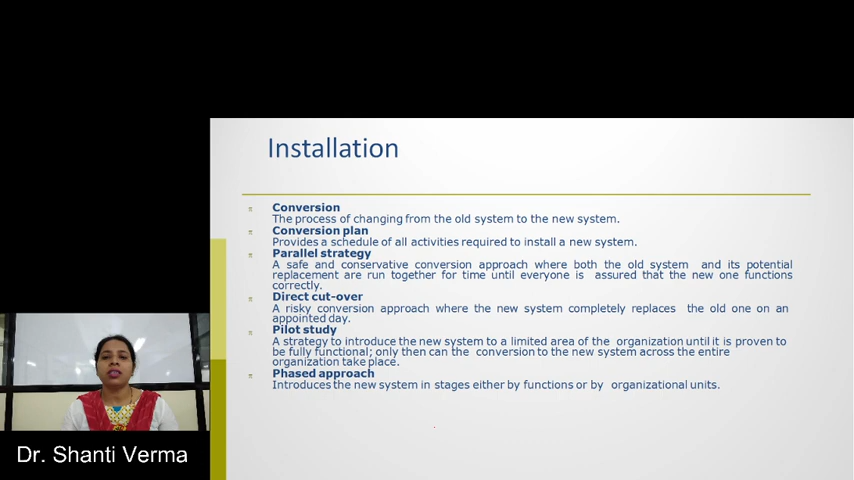 Installation
Conversion
The process of changing from the old system to the new system.
Conversion plan
Provides a schedule of all activities required to install a new system.
Parallel strategy
A safe and conservative conversion approach where both the old system and its potential
replacement are run together for time until everyone is assured that the new one functions
correctly.
Direct cut-over
A risky conversion approach where the new system completely replaces the old one on an
appointed day.
Pilot study
A strategy to introduce the new system to a limited area of the organization until it is proven to
be fully functional; only then can the conversion to the new system across the entire
organization take place.
Phased approach
Introduces the new system in stages either by functions or by organizational units.
Dr. Shanti Verma